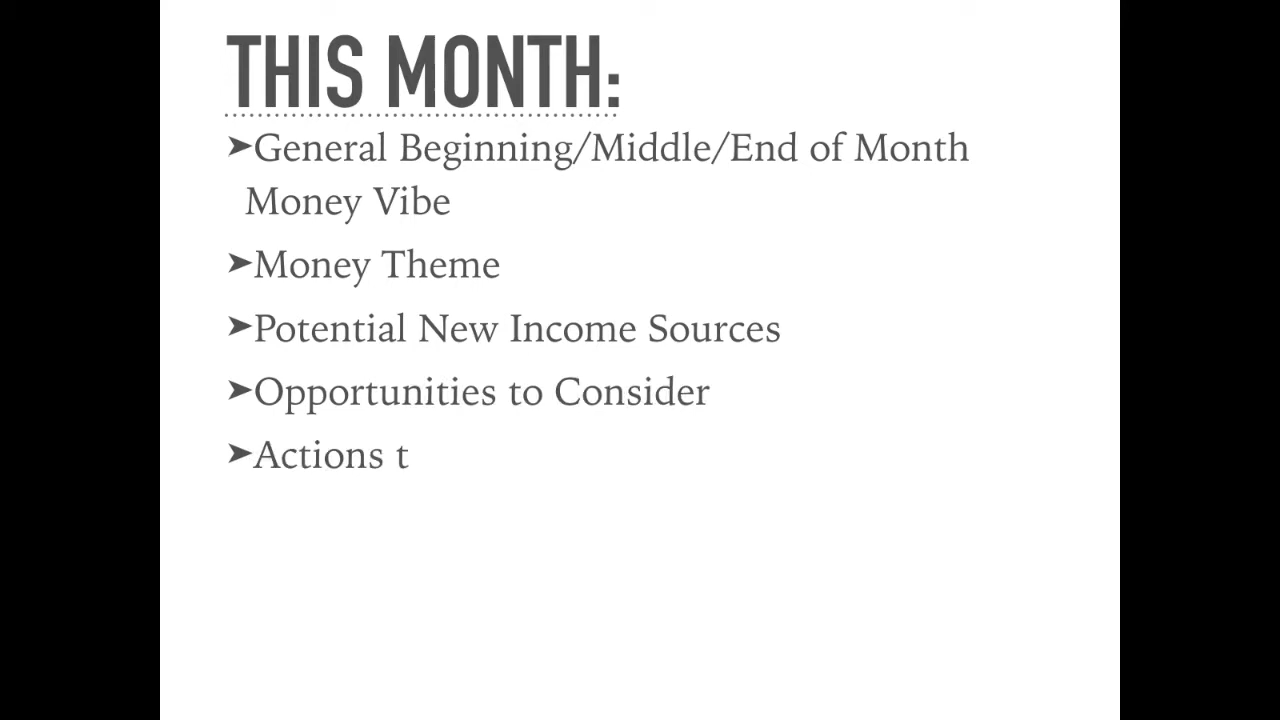 THIS MONTH:
➤General Beginning/Middle/End of Month
Money Vibe
➤Money Theme
➤Potential New Income Sources
➤Opportunities to Consider
➤Actions t